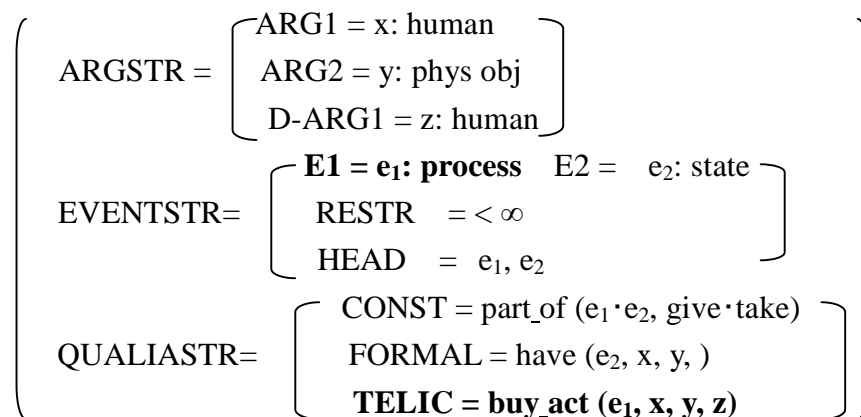 ARG1 = x: human
ARGSTR = ARG2 = y: phys obj
D-ARG1 = z: human
E1 = e₁: process E2 = e₂: state
EVENTSTR= RESTR = < ∞
HEAD = e₁, e₂
CONST = part_of (e₁·e₂, give·take)
QUALIASTR= FORMAL = have (e₂, x, y, )
TELIC = buy_act (e₁, x, y, z)